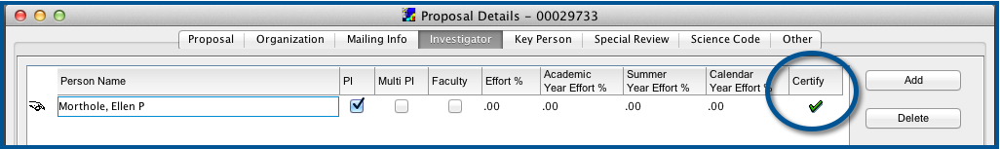 Proposal Details - 00029733
Proposal Organization Mailing Info Investigator Key Person Special Review Science Code Other
Person Name PI Multi PI Faculty Effort % Academic Year Effort % Summer Year Effort % Calendar Year Effort % Certify Add
Morthole, Ellen P .00 .00 .00 .00
Delete